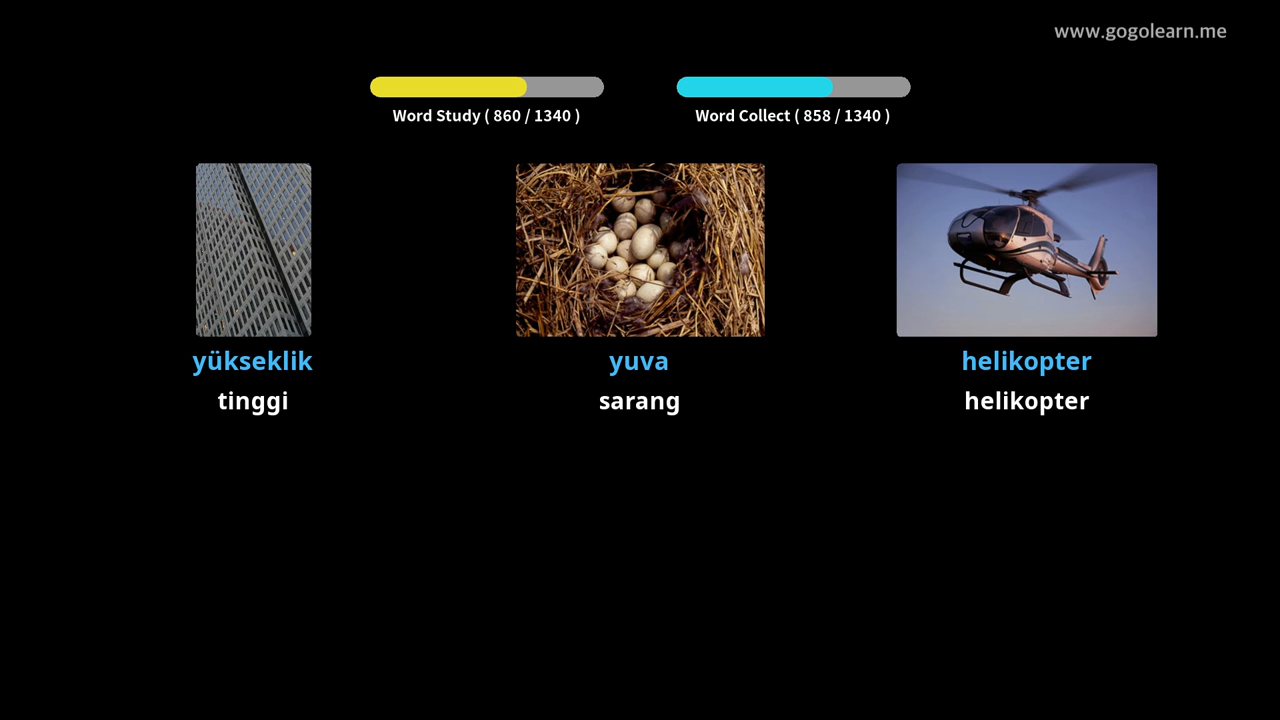 www.gogolearn.me
Word Study ( 860 / 1340 )
Word Collect ( 858 / 1340 )
yükseklik
yuva
helikopter
tinggi
sarang
helikopter